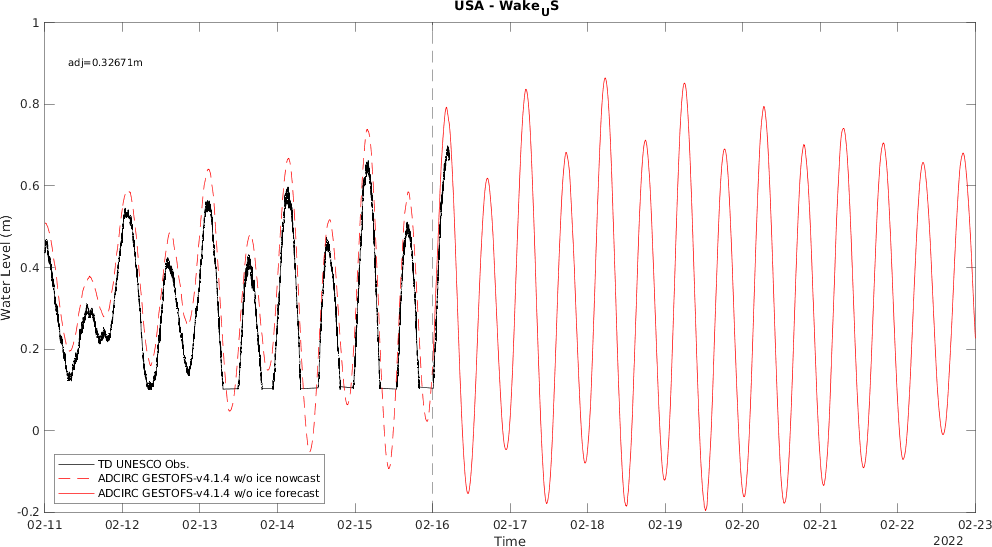 USA - Wake_US
adj=0.32671m
1
0.8
0.6
0.4
0.2
0
-0.2
Water Level (m)
TD UNESCO Obs.
ADCIRC GESTOFS-v4.1.4 w/o ice nowcast
ADCIRC GESTOFS-v4.1.4 w/o ice forecast
02-11 02-12 02-13 02-14 02-15 02-16 02-17 02-18 02-19 02-20 02-21 02-22 02-23
Time
2022